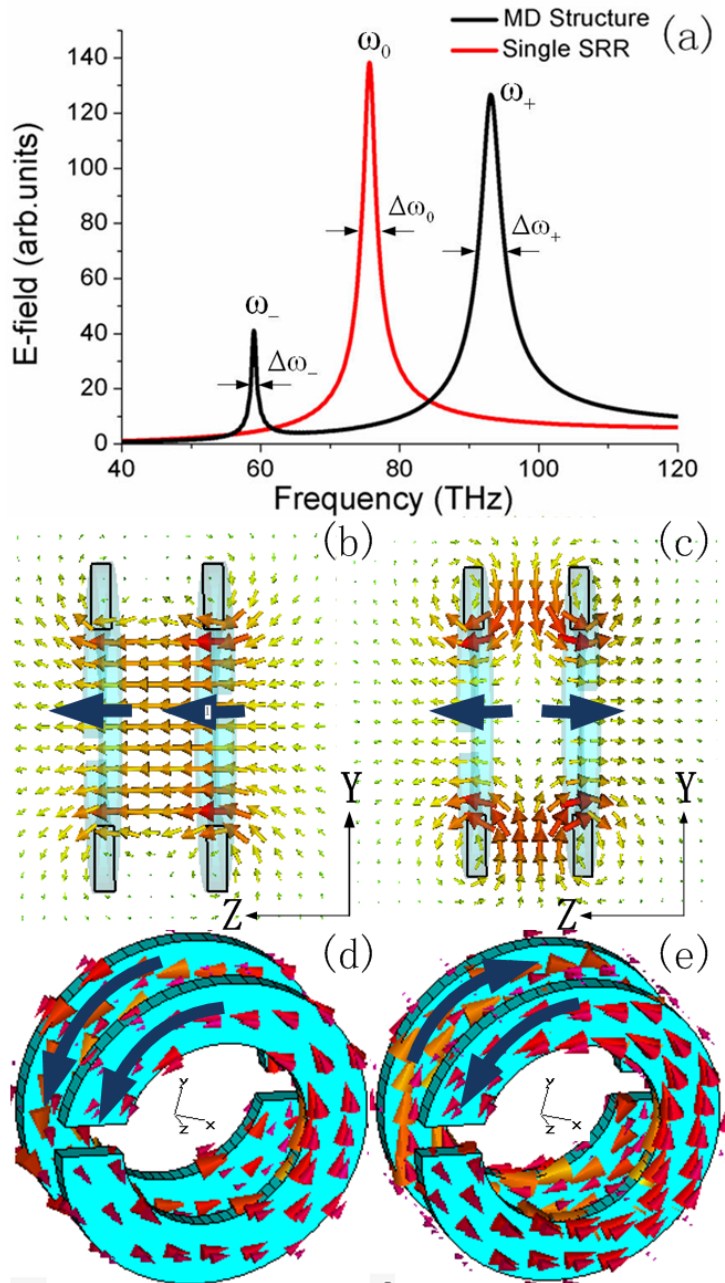 MD Structure
Single SRR
(a)
ω₀
ω₊
ω₋
Δω₀
Δω₊
Δω₋
E-field (arb.units)
140
120
100
80
60
40
20
0
40 60 80 100 120
Frequency (THz)
(b)
(c)
Y
Z
Y
Z
(d)
(e)
y
x
z
y
x
z